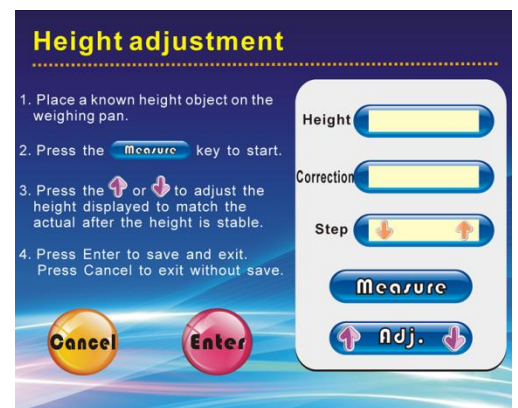 Height adjustment
1. Place a known height object on the
weighing pan.
2. Press the Measure key to start.
3. Press the or to adjust the
height displayed to match the
actual after the height is stable.
4. Press Enter to save and exit.
Press Cancel to exit without save.
Cancel
Enter
Height
Correction
Step
Measure
Adj.